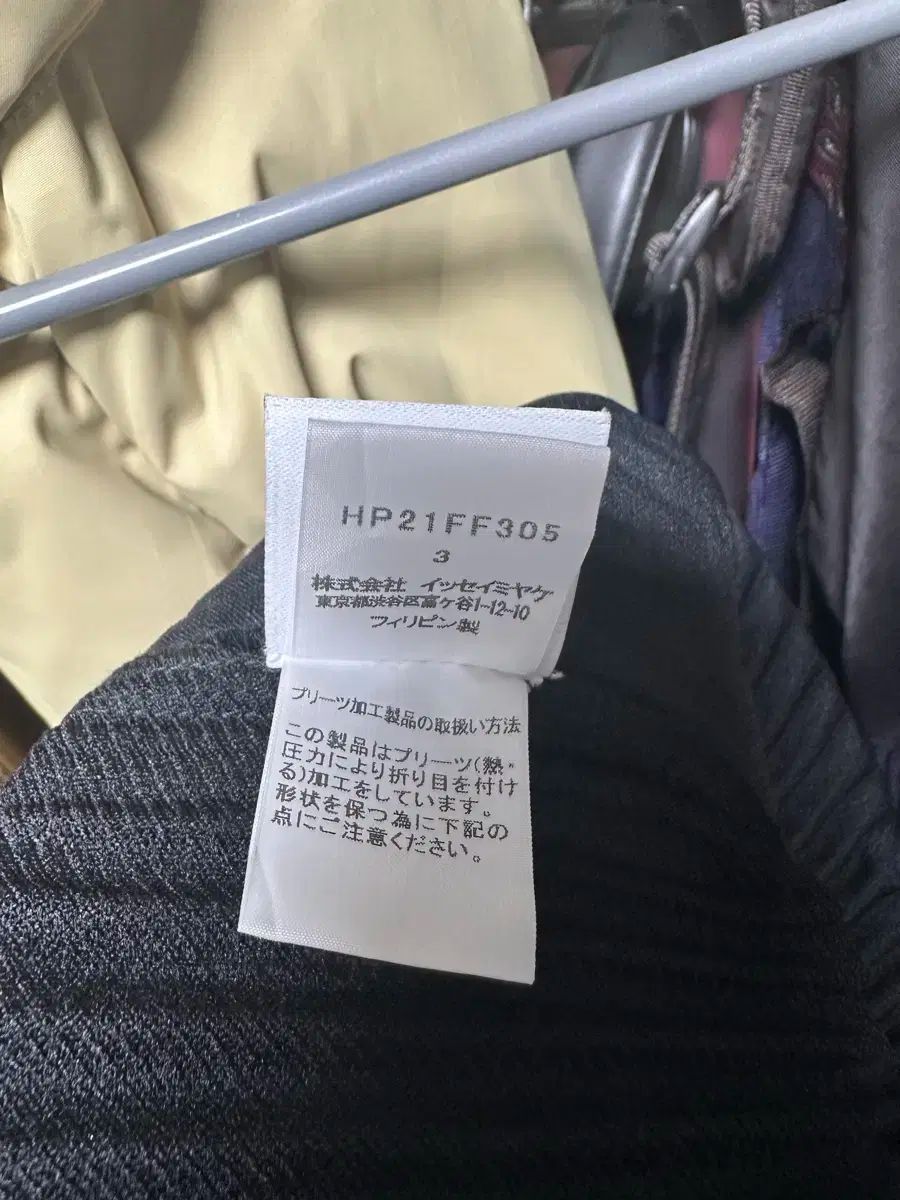 HP21FF305
3
株式会社 イッセイミヤケ
東京都渋谷区富ケ谷1-12-10
フィリピン製
プリーツ加工製品の取扱い方法
この製品はプリーツ(熱・
圧力により折り目を付け
る)加工をしています。
形状を保つ為に下記の
点にご注意ください。